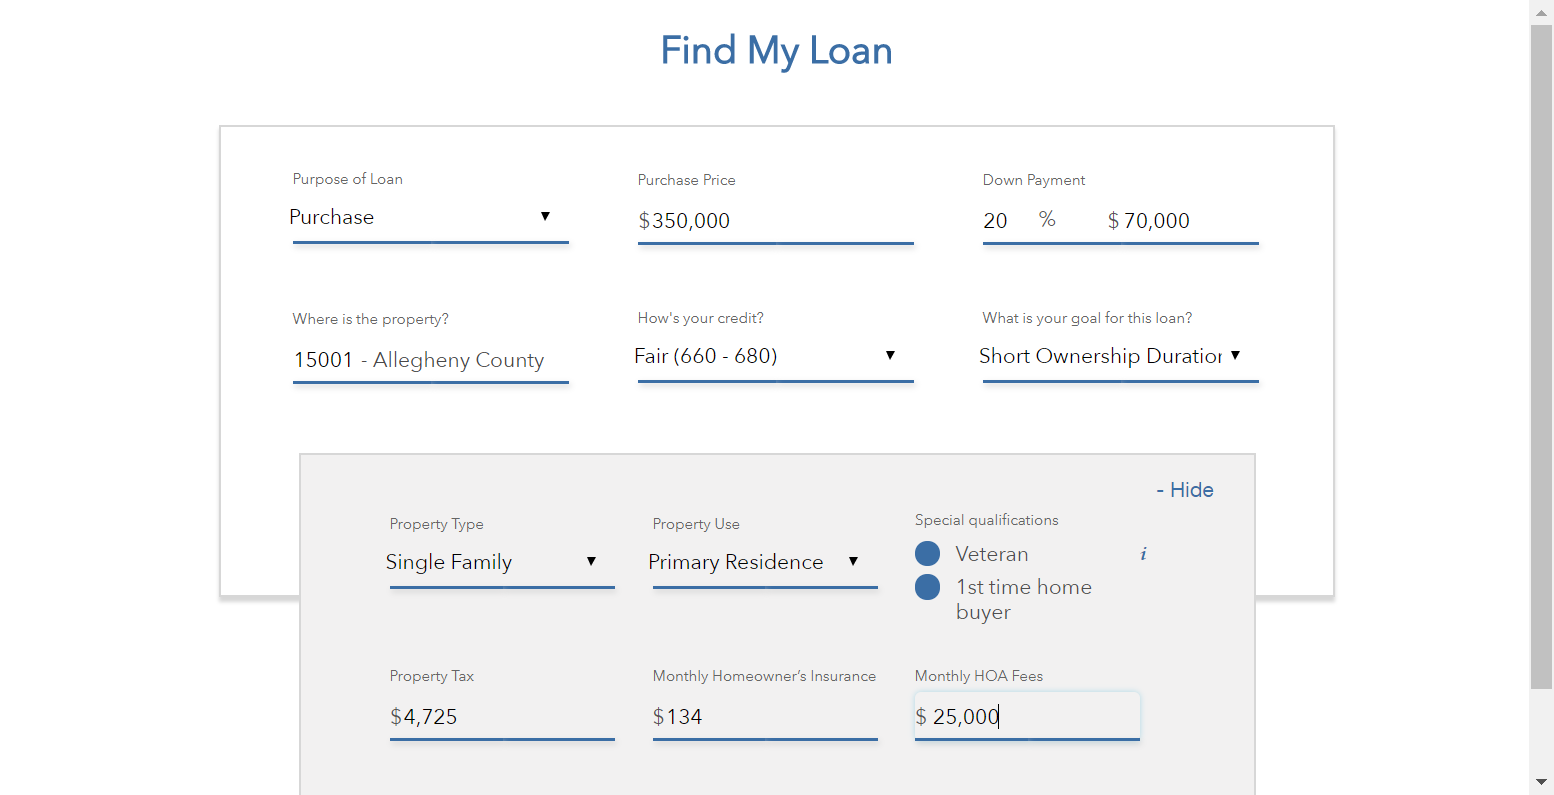 Find My Loan
Purpose of Loan
Purchase
Purchase Price
$350,000
Down Payment
20 % $ 70,000
Where is the property?
15001 - Allegheny County
How's your credit?
Fair (660 - 680)
What is your goal for this loan?
Short Ownership Duration
- Hide
Property Type
Single Family
Property Use
Primary Residence
Special qualifications
Veteran i
1st time home
buyer
Property Tax
$4,725
Monthly Homeowner’s Insurance
$134
Monthly HOA Fees
$ 25,000